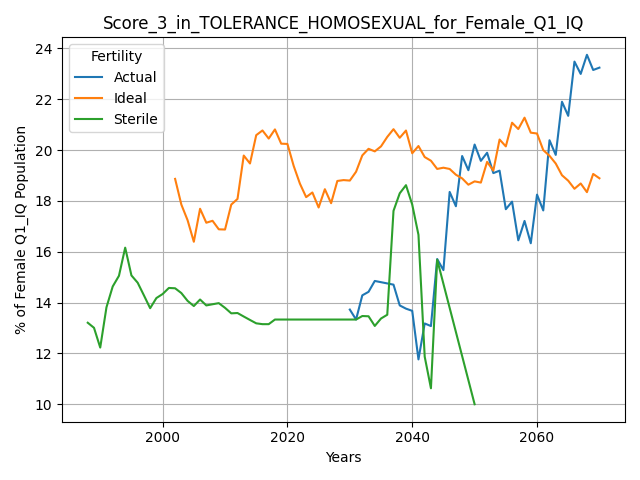 Score_3_in_TOLERANCE_HOMOSEXUAL_for_Female_Q1_IQ
Fertility
Actual
Ideal
Sterile
24
22
20
18
16
14
12
10
% of Female Q1_IQ Population
2000
2020
2040
2060
Years